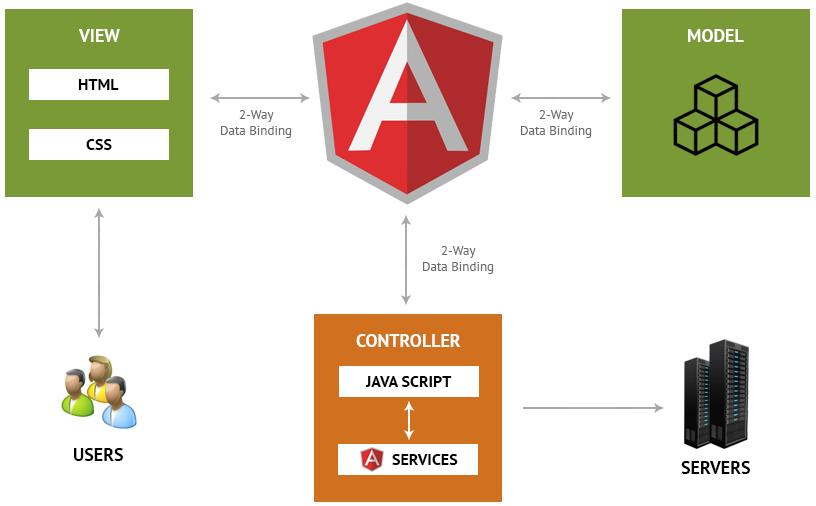 VIEW
HTML
CSS
2-Way
Data Binding
A
2-Way
Data Binding
MODEL
2-Way
Data Binding
CONTROLLER
JAVA SCRIPT
A SERVICES
USERS
SERVERS